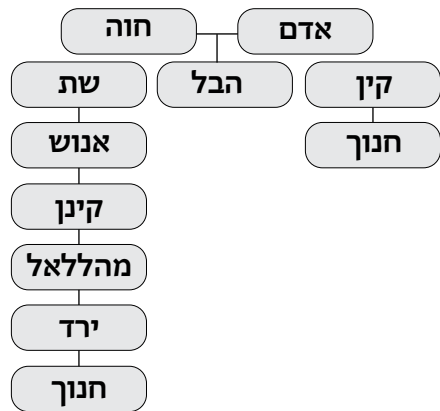 אדם חוה
קין הבל שת
חנוך אנוש
קינן
מהללאל
ירד
חנוך